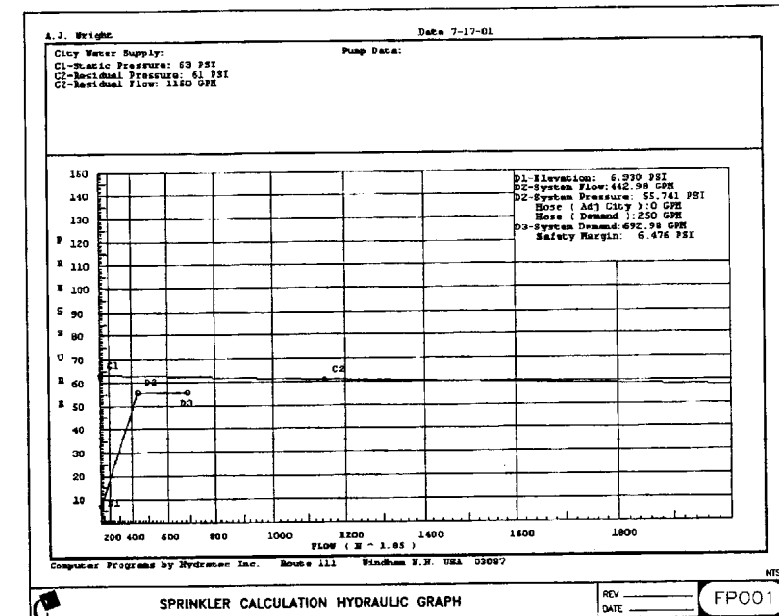 A.J. Wright
Date 7-17-01
City Water Supply:
C1-Static Pressure: 63 PSI
C2-Residual Pressure: 61 PSI
C2-Residual Flow: 1150 GPM
Pump Data:
D1-Elevation: 6.930 PSI
D2-System Flow:442.98 GPM
D2-System Pressure: 55.741 PSI
Hose ( Adj City ):0 GPM
Hose ( Demand ):250 GPM
D3-System Demand:692.98 GPM
Safety Margin: 6.476 PSI
150
140
130
120
110
100
90
80
70
60
50
40
30
20
10
P R E S S U R E
C1
C2
D2
D3
D1
200 400 600 800 1000 1200 1400 1600 1800
FLOW ( N ^ 1.85 )
Computer Programs by Hydratec Inc. Route 111 Windham N.H. USA 03087
NTS
SPRINKLER CALCULATION HYDRAULIC GRAPH
REV
DATE
FP001